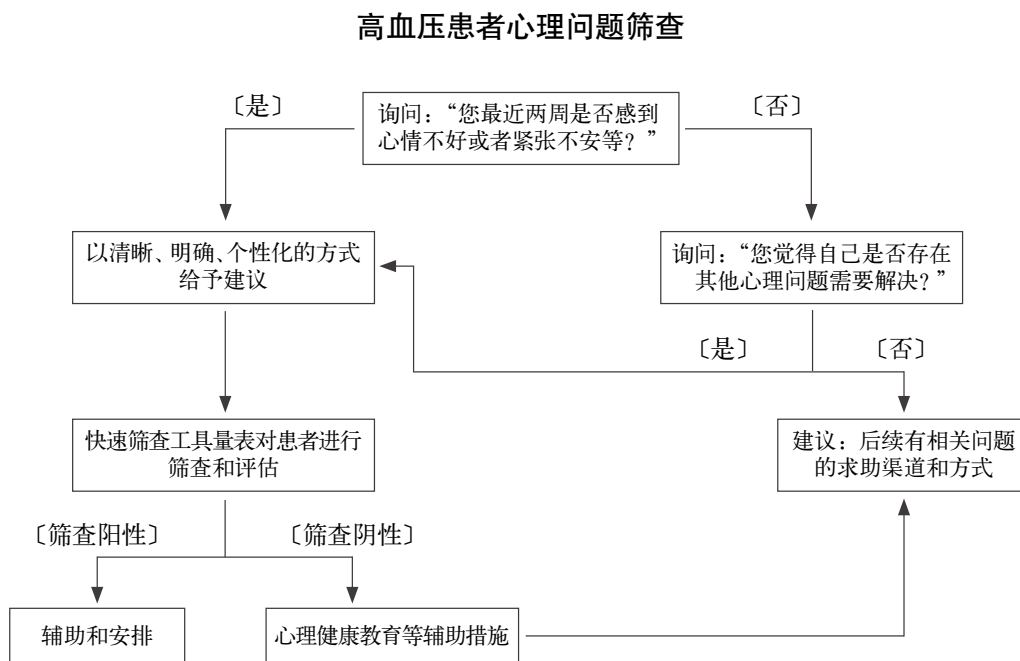 高血压患者心理问题筛查
〔是〕
询问：“您最近两周是否感到
心情不好或者紧张不安等？”
〔否〕
以清晰、明确、个性化的方式
给予建议
询问：“您觉得自己是否存在
其他心理问题需要解决？”
〔是〕
〔否〕
快速筛查工具量表对患者进行
筛查和评估
建议：后续有相关问题
的求助渠道和方式
〔筛查阳性〕
〔筛查阴性〕
辅助和安排
心理健康教育等辅助措施